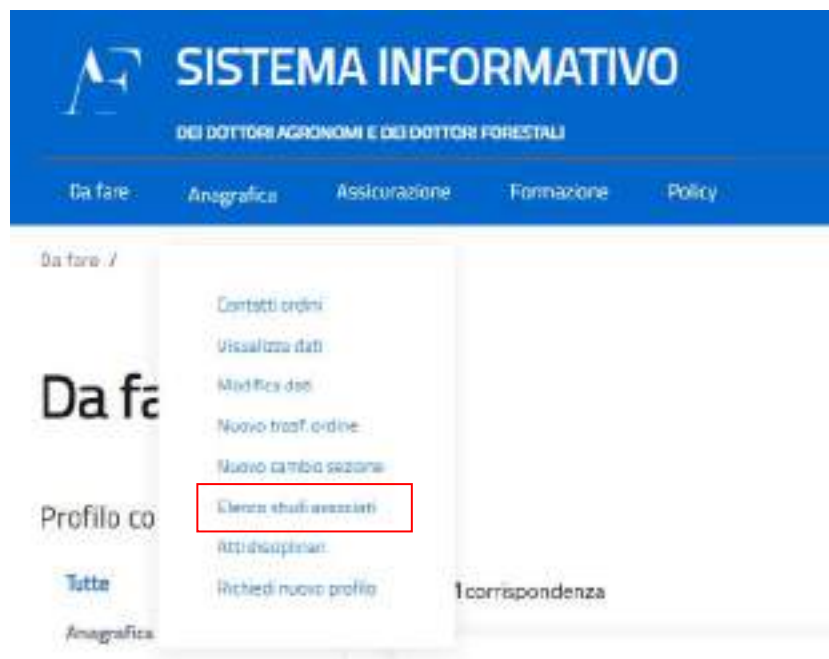 AF SISTEMA INFORMATIVO
DEI DOTTORI AGRONOMI E DEI DOTTORI FORESTALI
Da fare Anagrafica Assicurazione Formazione Policy
Da fare /
Contatti ordini
Visualizza dati
Modifica dati
Da fa
Nuovo trasf. ordine
Nuovo cambio sezione
Elenco studi associati
Profilo co
Atti disciplinari
Tutte
Richiedi nuovo profilo
1 corrispondenza
Anagrafica